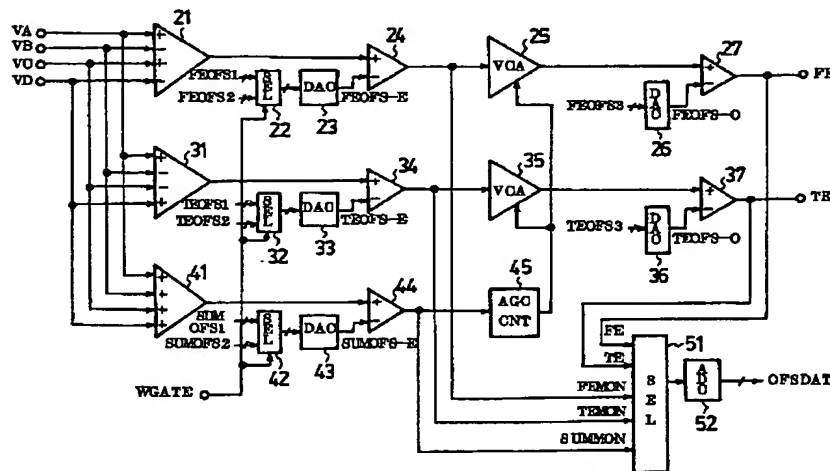 VA
VB
VC
VD
21
24
25
27
FEOFS1
FEOFS2
SEL
22
DAC
23
FEOFS-E
VCA
FEOFS3
DAC
26
FEOFS-O
FE
31
34
35
37
TEOFS1
TEOFS2
SEL
32
DAC
33
TEOFS-E
VCA
TEOFS3
DAC
36
TEOFS-O
TE
41
44
45
SUM
OFS1
SUMOFS2
SEL
42
DAC
43
SUMOFS-E
AGC
CNT
WGATE
FE
TE
FEMON
TEMON
SUMMON
51
SEL
ADC
52
OFSDAT